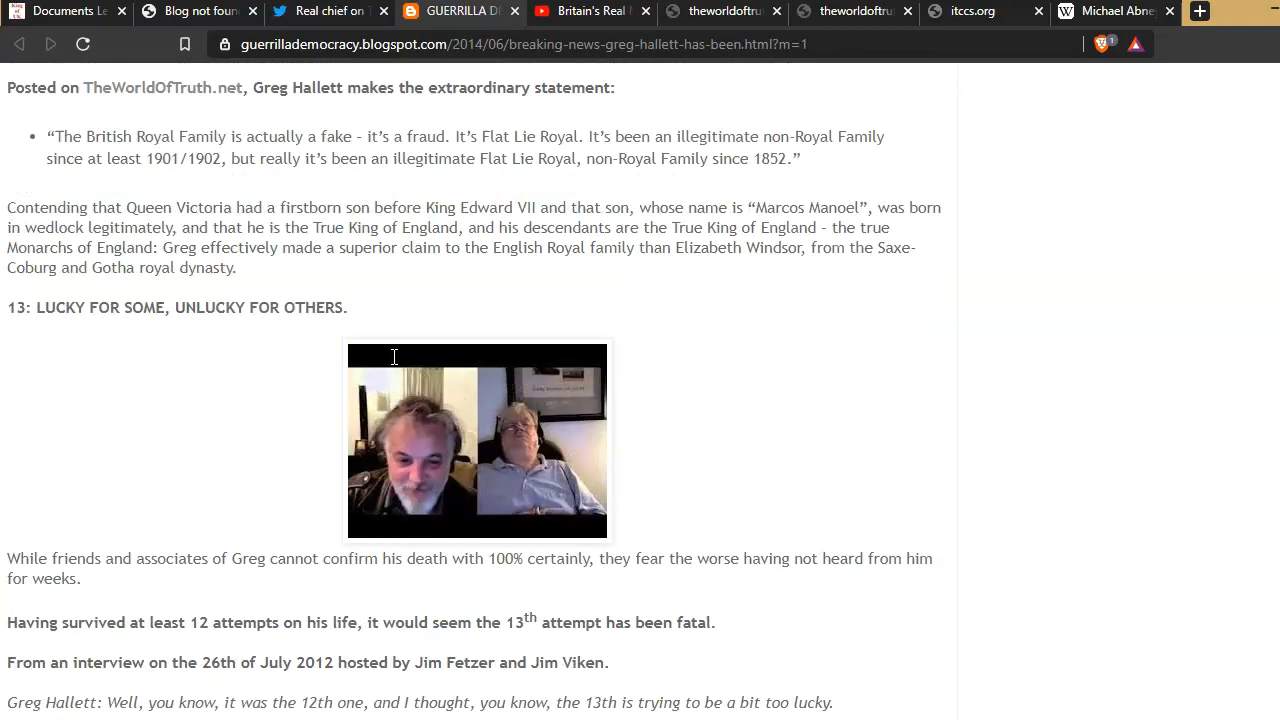 King of UK
Documents Le
Blog not foun
Real chief on T
GUERRILLA D
Britain's Real M
theworldoftru
theworldoftru
itccs.org
W
Michael Abne
guerrillademocracy.blogspot.com/2014/06/breaking-news-greg-hallett-has-been.html?m=1
1
Posted on TheWorldOfTruth.net, Greg Hallett makes the extraordinary statement:
• “The British Royal Family is actually a fake – it’s a fraud. It’s Flat Lie Royal. It’s been an illegitimate non-Royal Family
since at least 1901/1902, but really it’s been an illegitimate Flat Lie Royal, non-Royal Family since 1852.”
Contending that Queen Victoria had a firstborn son before King Edward VII and that son, whose name is “Marcos Manoel”, was born
in wedlock legitimately, and that he is the True King of England, and his descendants are the True King of England – the true
Monarchs of England: Greg effectively made a superior claim to the English Royal family than Elizabeth Windsor, from the Saxe-
Coburg and Gotha royal dynasty.
13: LUCKY FOR SOME, UNLUCKY FOR OTHERS.
While friends and associates of Greg cannot confirm his death with 100% certainly, they fear the worse having not heard from him
for weeks.
Having survived at least 12 attempts on his life, it would seem the 13th attempt has been fatal.
From an interview on the 26th of July 2012 hosted by Jim Fetzer and Jim Viken.
Greg Hallett: Well, you know, it was the 12th one, and I thought, you know, the 13th is trying to be a bit too lucky.